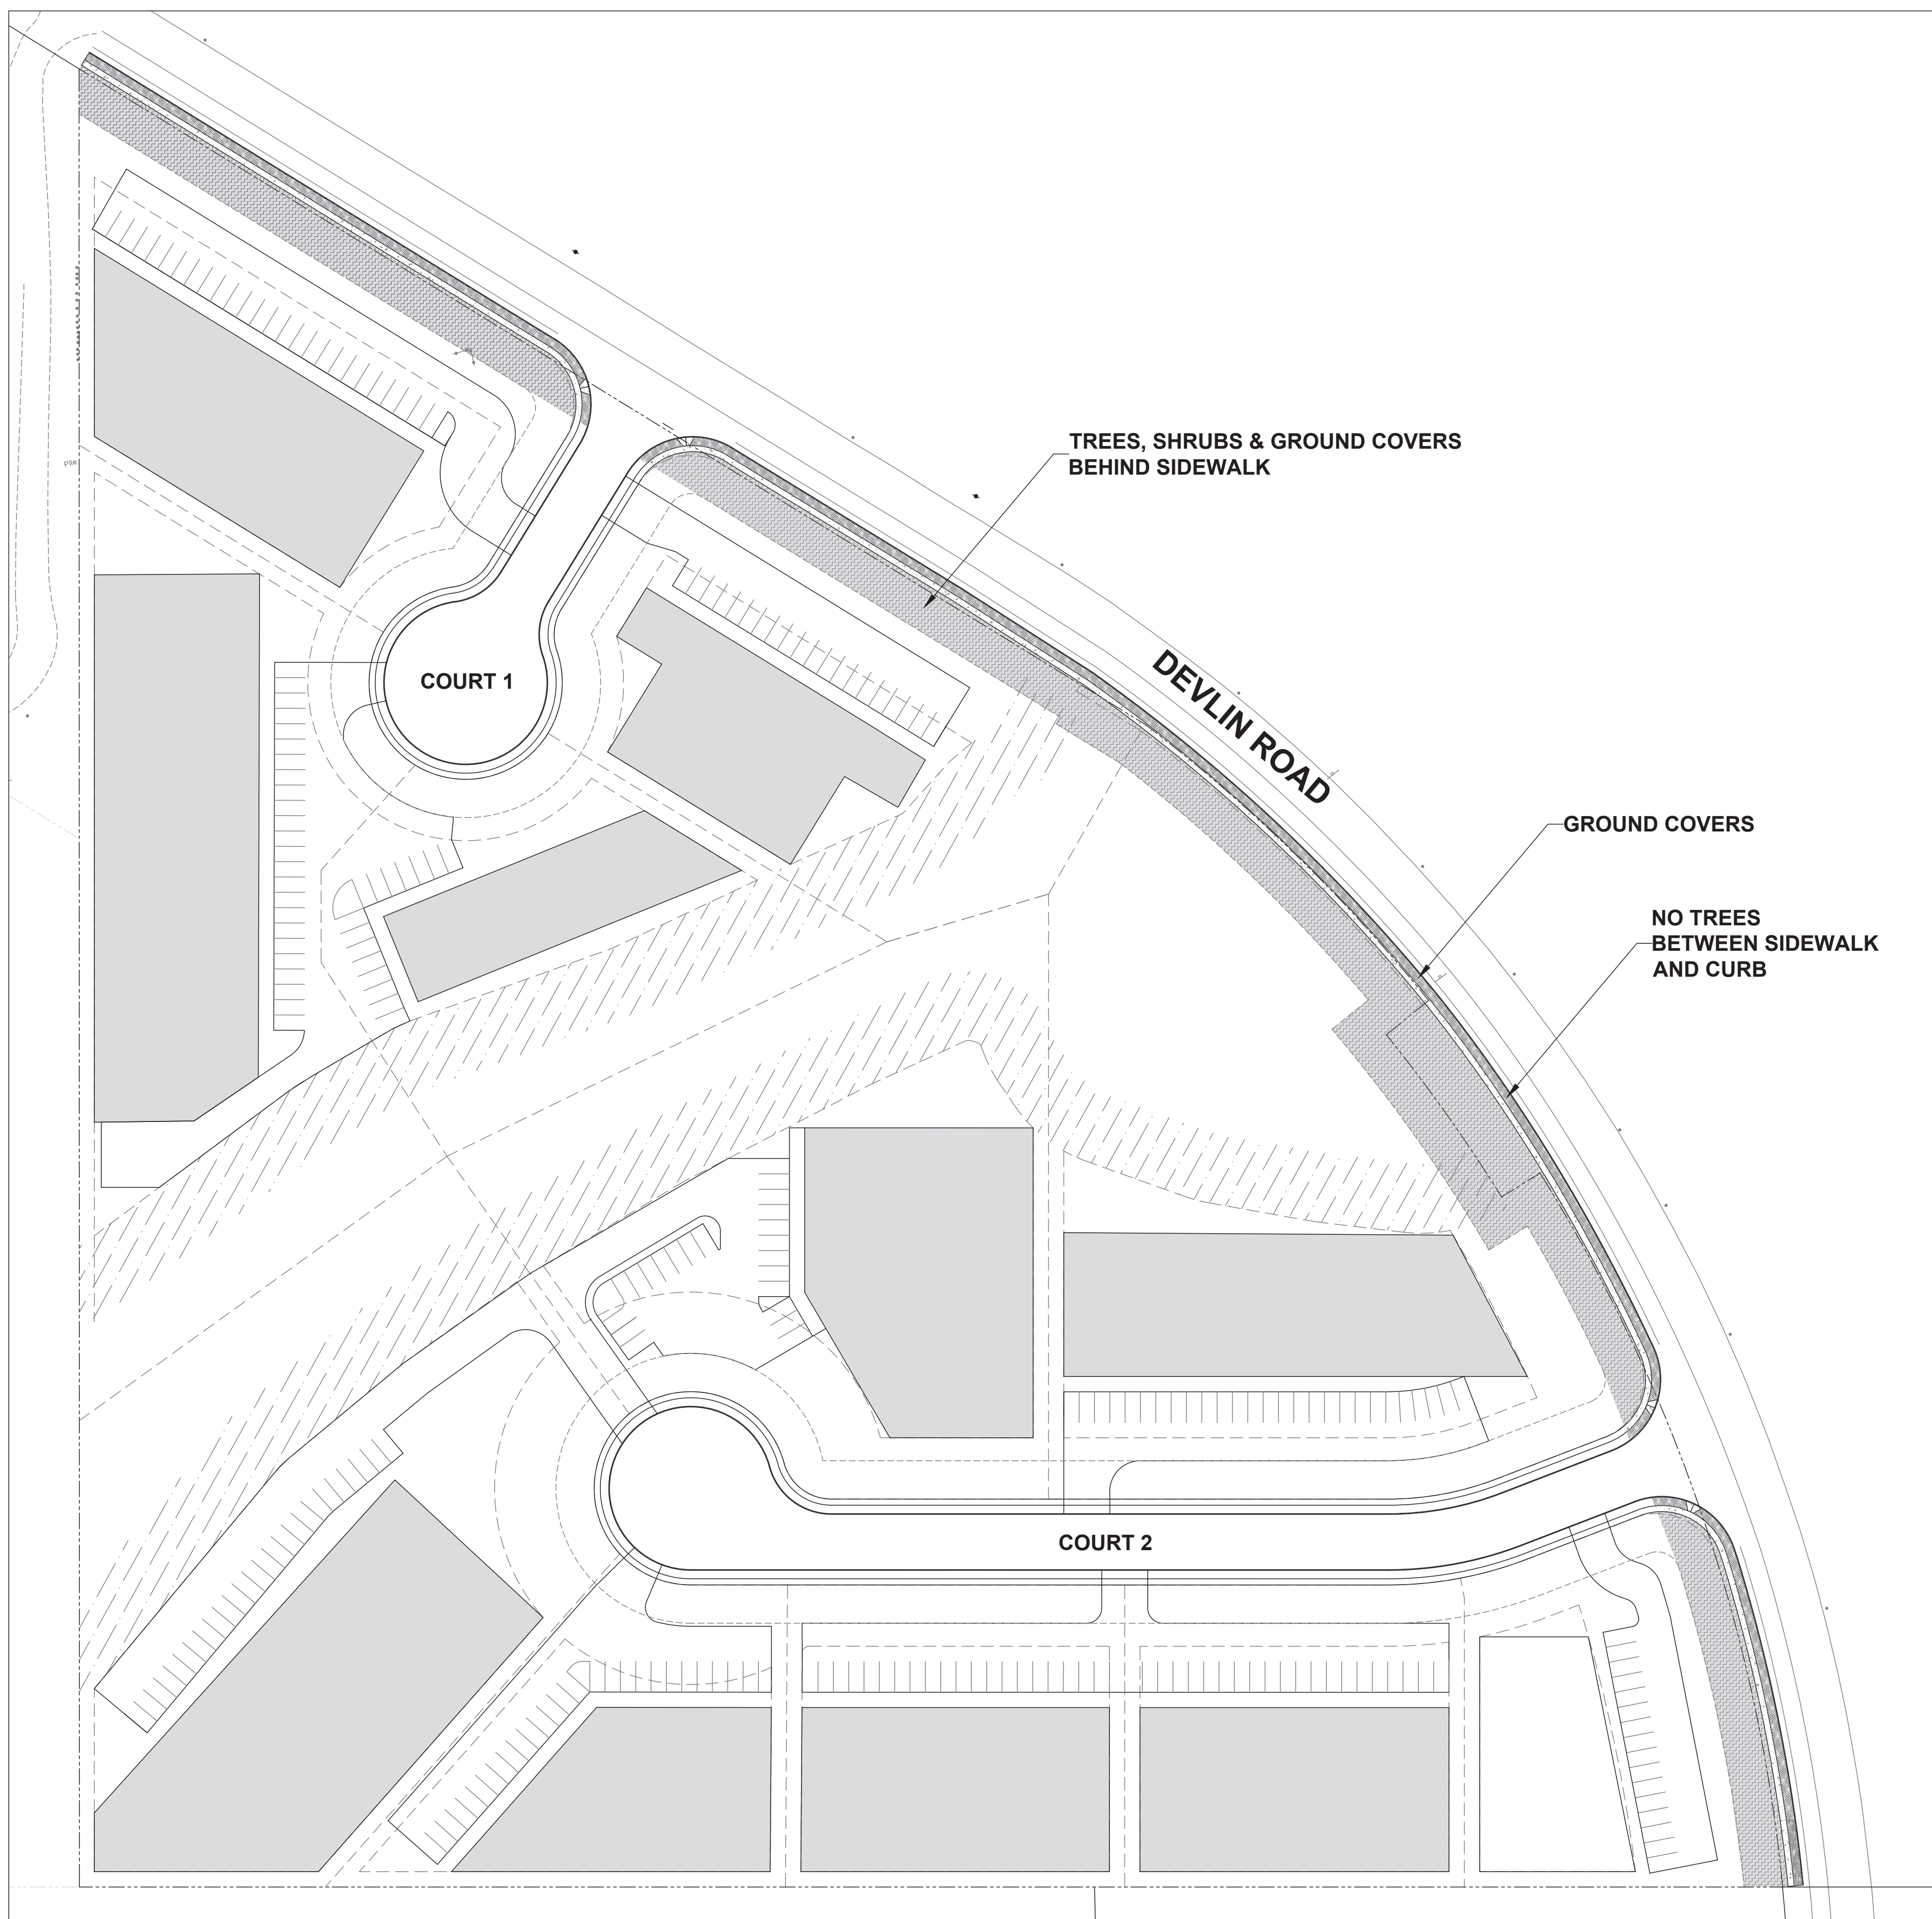 TREES, SHRUBS & GROUND COVERS
BEHIND SIDEWALK
Pile
COURT 1
DEVLIN ROAD
GROUND COVERS
NO TREES
BETWEEN SIDEWALK
AND CURB
COURT 2